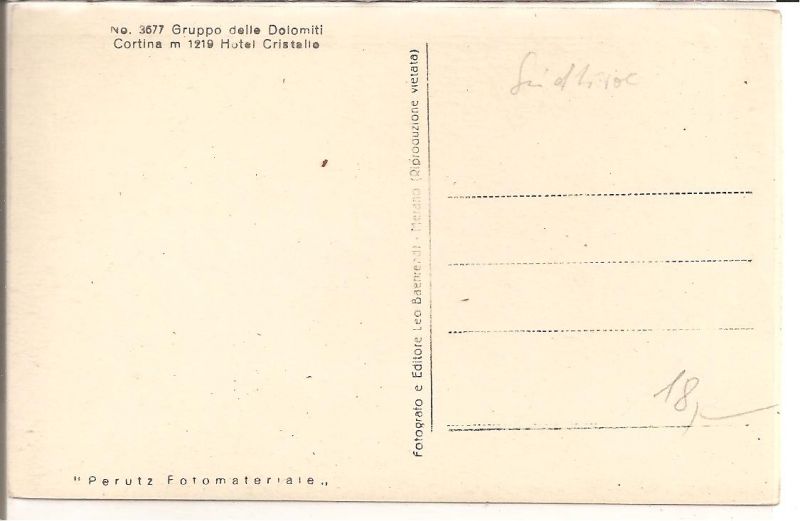 No. 3677 Gruppo delle Dolomiti
Cortina m 1219 Hotel Cristallo
Fotografo e Editore Leo Baehrendt - Merano (Riproduzione vietata)
Südtirol
18,-
"Perutz Fotomateriale„